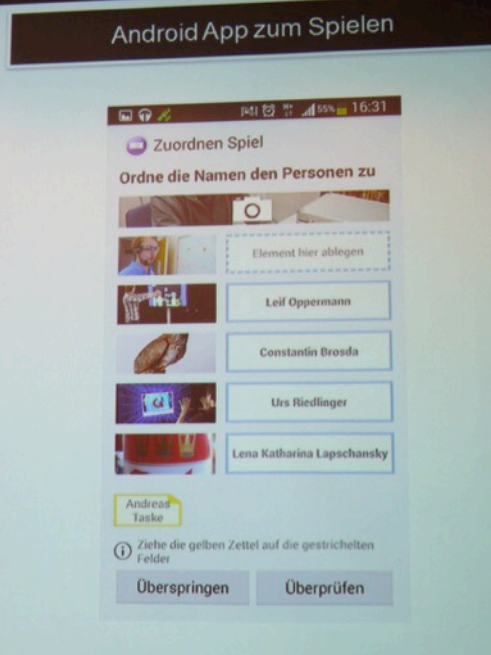 Android App zum Spielen
55% 16:31
Zuordnen Spiel
Ordne die Namen den Personen zu
Element hier ablegen
Leif Oppermann
Constantin Brosda
Urs Riedlinger
Lena Katharina Lapschansky
Andreas
Taske
Ziehe die gelben Zettel auf die gestrichelten
Felder
Überspringen
Überprüfen